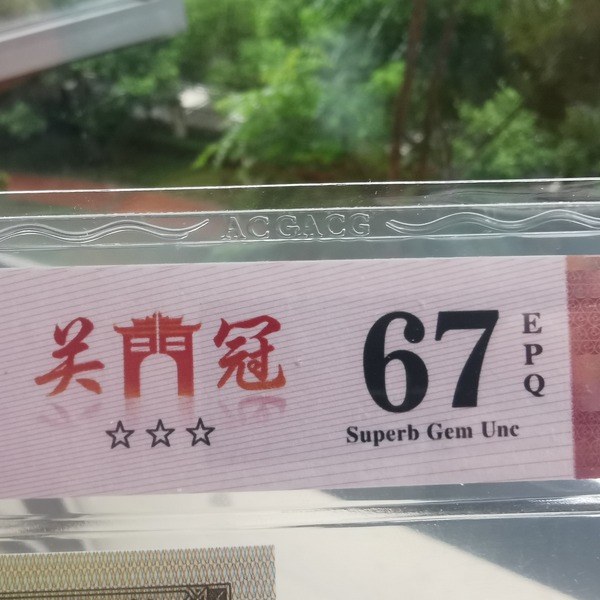 ACGACG
关門冠
☆☆☆
67
EPQ
Superb Gem Unc